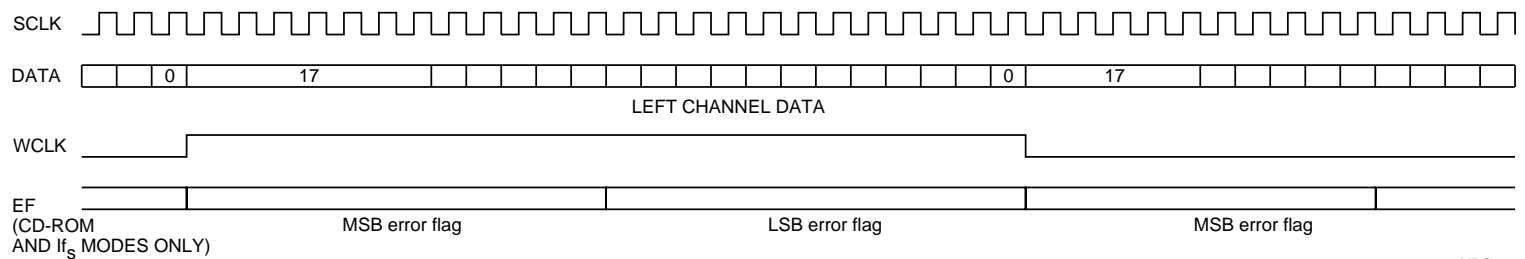 SCLK
DATA
0
17
0
17
LEFT CHANNEL DATA
WCLK
EF
(CD-ROM
AND IfS MODES ONLY)
MSB error flag
LSB error flag
MSB error flag